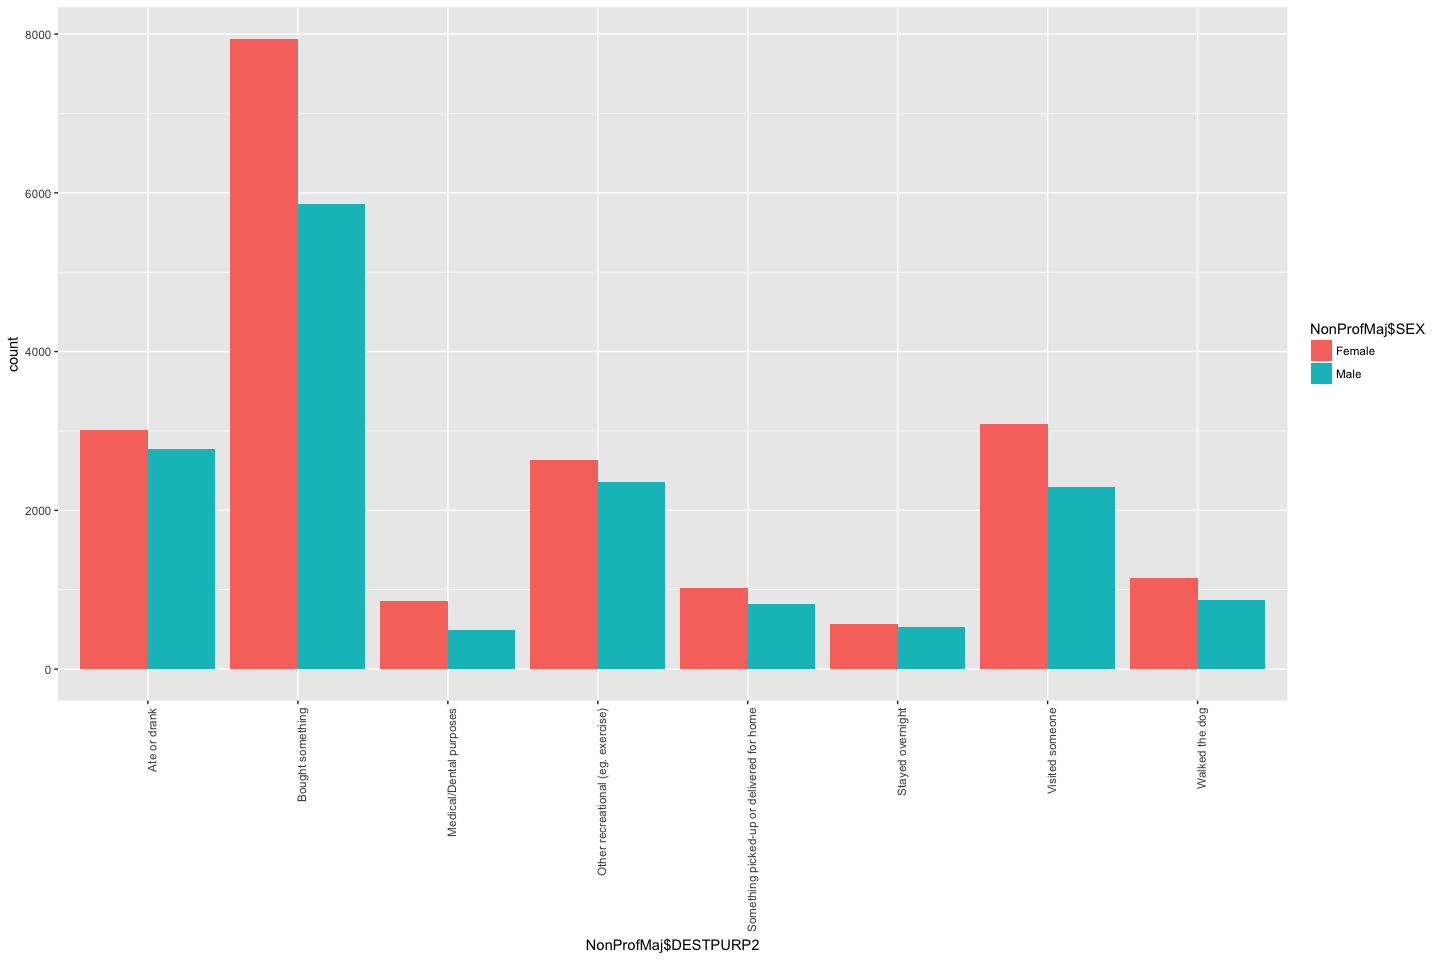 8000
6000
4000
2000
0
count
Ate or drank
Bought something
Medical/Dental purposes
Other recreational (eg. exercise)
Something picked-up or delivered for home
Stayed overnight
Visited someone
Walked the dog
NonProfMaj$DESTPURP2
NonProfMaj$SEX
Female
Male